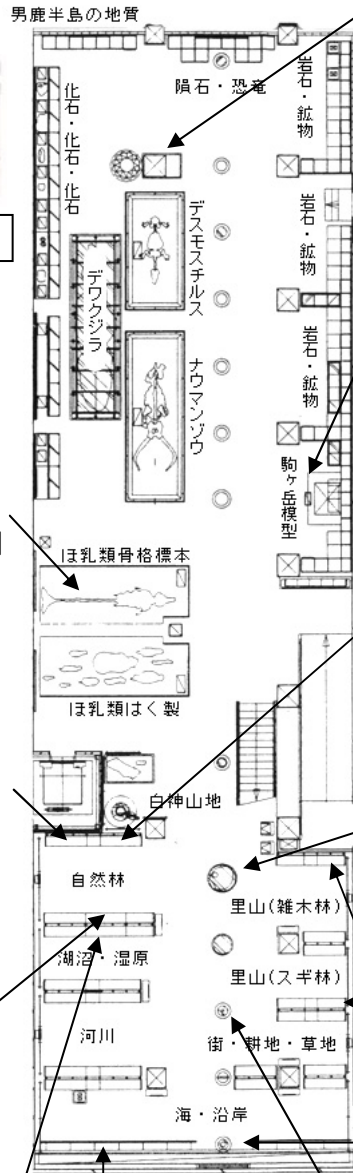 男鹿半島の地質
隕石・恐竜
岩石・鉱物
化石・化石・化石
デスモスチルス
岩石・鉱物
デワクジラ
ナウマンゾウ
岩石・鉱物
駒ヶ岳模型
ほ乳類骨格標本
ほ乳類はく製
白神山地
自然林
里山(雑木林)
湖沼・湿原
里山(スギ林)
河川
街・耕地・草地
海・沿岸